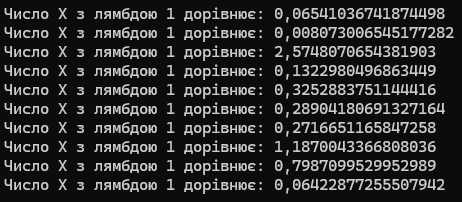 Число X з лямбдою 1 дорівнює: 0,06541036741874498
Число X з лямбдою 1 дорівнює: 0,008073006545177282
Число X з лямбдою 1 дорівнює: 2,5748070654381903
Число X з лямбдою 1 дорівнює: 0,1322980496863449
Число X з лямбдою 1 дорівнює: 0,3252883751144416
Число X з лямбдою 1 дорівнює: 0,28904180691327164
Число X з лямбдою 1 дорівнює: 0,2716651165847258
Число X з лямбдою 1 дорівнює: 1,1870043366808036
Число X з лямбдою 1 дорівнює: 0,7987099529952989
Число X з лямбдою 1 дорівнює: 0,06422877255507942